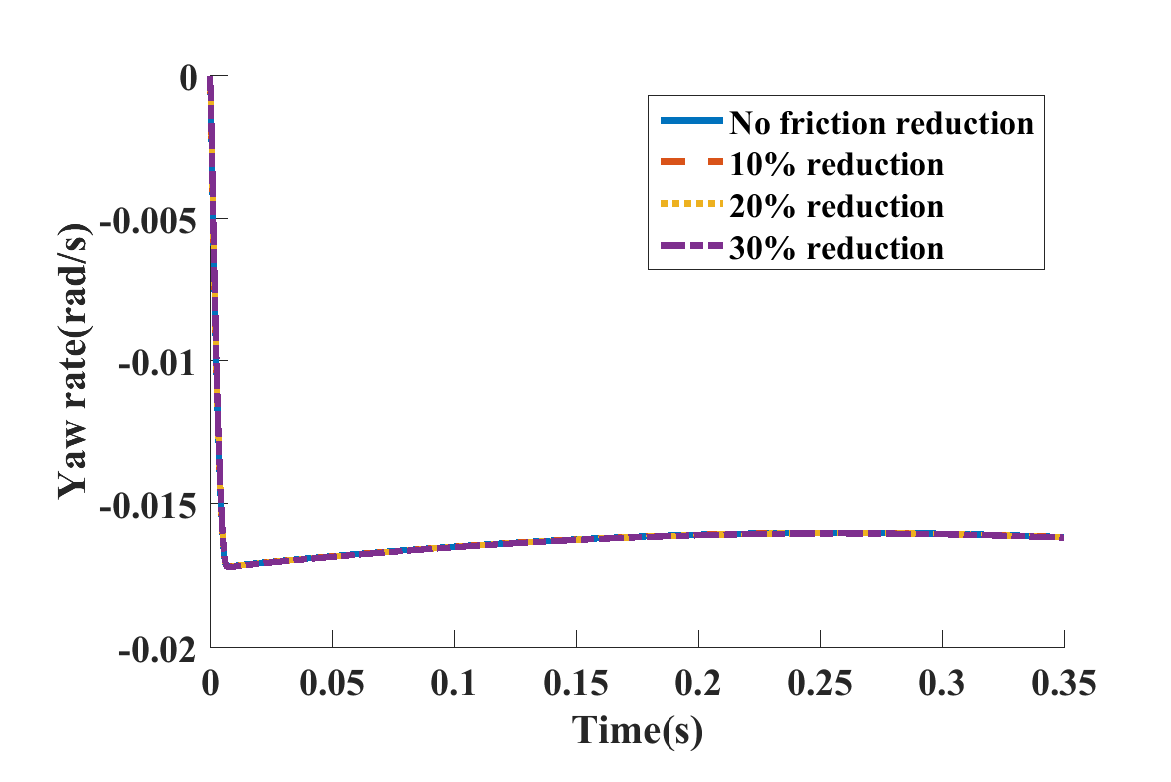 0
-0.005
-0.01
-0.015
-0.02
Yaw rate(rad/s)
No friction reduction
10% reduction
20% reduction
30% reduction
0 0.05 0.1 0.15 0.2 0.25 0.3 0.35
Time(s)